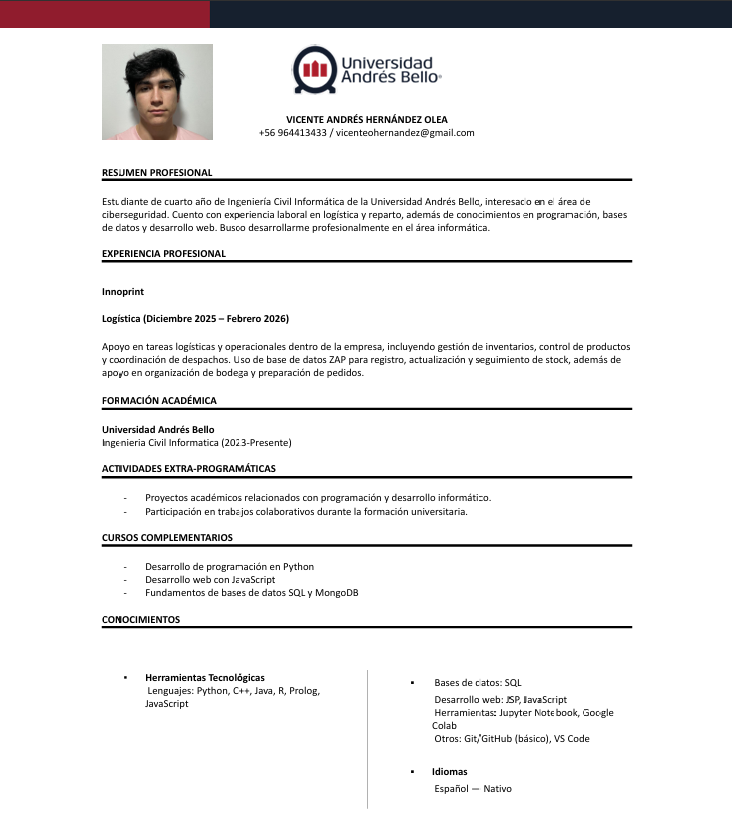 Universidad
Andrés Bello
VICENTE ANDRÉS HERNÁNDEZ OLEA
+56 964413433 / vicenteohernandez@gmail.com
RESUMEN PROFESIONAL
Estudiante de cuarto año de Ingeniería Civil Informática de la Universidad Andrés Bello, interesado en el área de
ciberseguridad. Cuento con experiencia laboral en logística y reparto, además de conocimientos en programación, bases
de datos y desarrollo web. Busco desarrollarme profesionalmente en el área informática.
EXPERIENCIA PROFESIONAL
Innoprint
Logística (Diciembre 2025 – Febrero 2026)
Apoyo en tareas logísticas y operacionales dentro de la empresa, incluyendo gestión de inventarios, control de productos
y coordinación de despachos. Uso de base de datos ZAP para registro, actualización y seguimiento de stock, además de
apoyo en organización de bodega y preparación de pedidos.
FORMACIÓN ACADÉMICA
Universidad Andrés Bello
Ingenieria Civil Informatica (2023-Presente)
ACTIVIDADES EXTRA-PROGRAMÁTICAS
- Proyectos académicos relacionados con programación y desarrollo informático.
- Participación en trabajos colaborativos durante la formación universitaria.
CURSOS COMPLEMENTARIOS
- Desarrollo de programación en Python
- Desarrollo web con JavaScript
- Fundamentos de bases de datos SQL y MongoDB
CONOCIMIENTOS
▪ Herramientas Tecnológicas
Lenguajes: Python, C++, Java, R, Prolog,
JavaScript
▪ Bases de datos: SQL
Desarrollo web: JSP, JavaScript
Herramientas: Jupyter Notebook, Google
Colab
Otros: Git/GitHub (básico), VS Code
▪ Idiomas
Español — Nativo